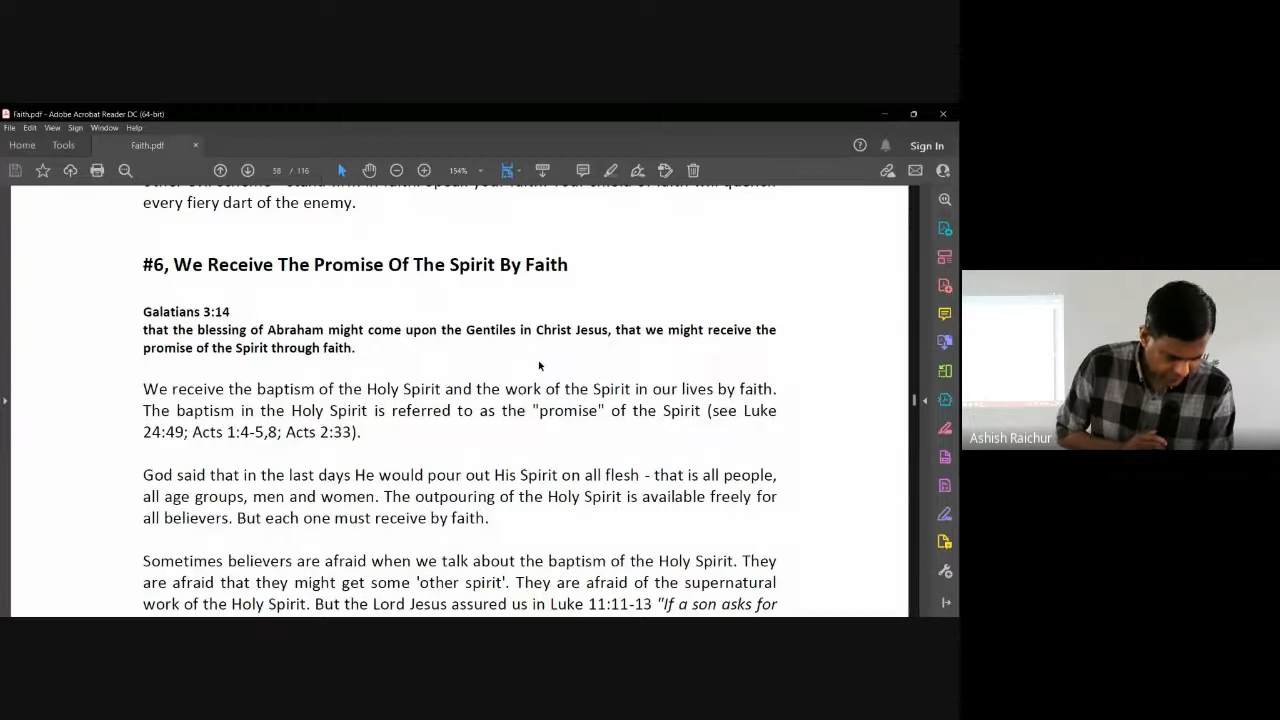 Faith.pdf - Adobe Acrobat Reader DC (64-bit)
File Edit View Sign Window Help
Home Tools Faith.pdf × Sign In
58 / 116 154%
every fiery dart of the enemy.
#6, We Receive The Promise Of The Spirit By Faith
Galatians 3:14
that the blessing of Abraham might come upon the Gentiles in Christ Jesus, that we might receive the
promise of the Spirit through faith.
We receive the baptism of the Holy Spirit and the work of the Spirit in our lives by faith.
The baptism in the Holy Spirit is referred to as the "promise" of the Spirit (see Luke
24:49; Acts 1:4-5,8; Acts 2:33).
God said that in the last days He would pour out His Spirit on all flesh - that is all people,
all age groups, men and women. The outpouring of the Holy Spirit is available freely for
all believers. But each one must receive by faith.
Sometimes believers are afraid when we talk about the baptism of the Holy Spirit. They
are afraid that they might get some 'other spirit'. They are afraid of the supernatural
work of the Holy Spirit. But the Lord Jesus assured us in Luke 11:11-13 "If a son asks for
Ashish Raichur